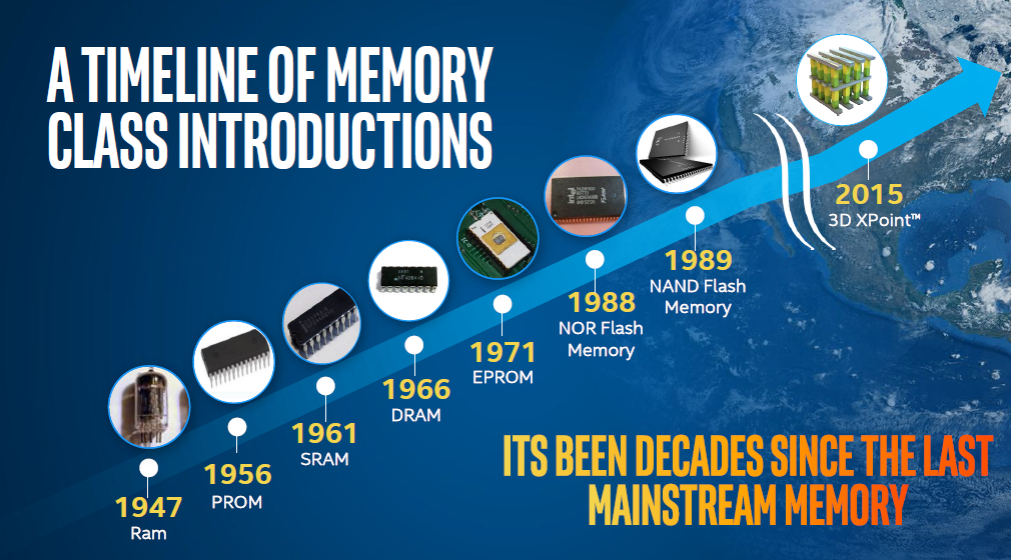 A TIMELINE OF MEMORY
CLASS INTRODUCTIONS
1947
Ram
1956
PROM
1961
SRAM
1966
DRAM
1971
EPROM
1988
NOR Flash
Memory
1989
NAND Flash
Memory
2015
3D XPoint™
ITS BEEN DECADES SINCE THE LAST
MAINSTREAM MEMORY
intel